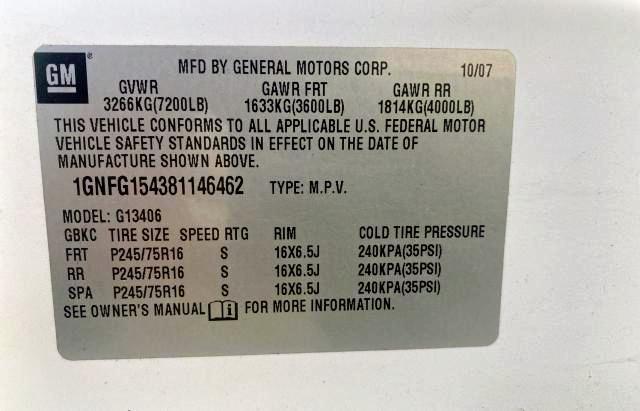 GM
MFD BY GENERAL MOTORS CORP. 10/07
GVWR GAWR FRT GAWR RR
3266KG(7200LB) 1633KG(3600LB) 1814KG(4000LB)
THIS VEHICLE CONFORMS TO ALL APPLICABLE U.S. FEDERAL MOTOR
VEHICLE SAFETY STANDARDS IN EFFECT ON THE DATE OF
MANUFACTURE SHOWN ABOVE.
1GNFG154381146462 TYPE: M.P.V.
MODEL: G13406
GBKC TIRE SIZE SPEED RTG RIM COLD TIRE PRESSURE
FRT P245/75R16 S 16X6.5J 240KPA(35PSI)
RR P245/75R16 S 16X6.5J 240KPA(35PSI)
SPA P245/75R16 S 16X6.5J 240KPA(35PSI)
SEE OWNER'S MANUAL i FOR MORE INFORMATION.